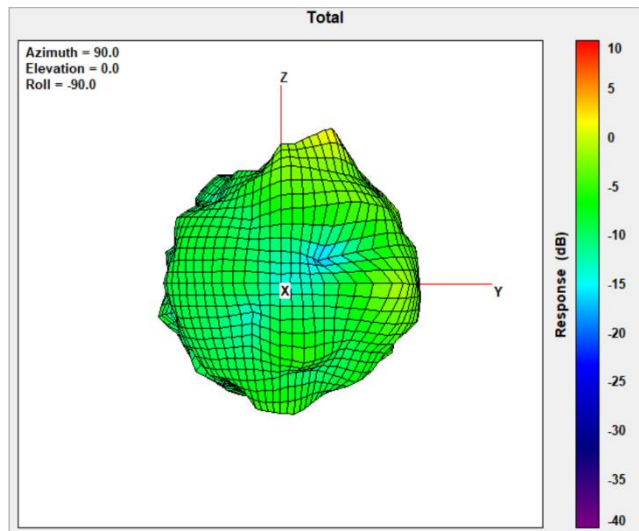 Total
Azimuth = 90.0
Elevation = 0.0
Roll = -90.0
Z
X
Y
10
5
0
-5
-10
-15
-20
-25
-30
-35
-40
Response (dB)